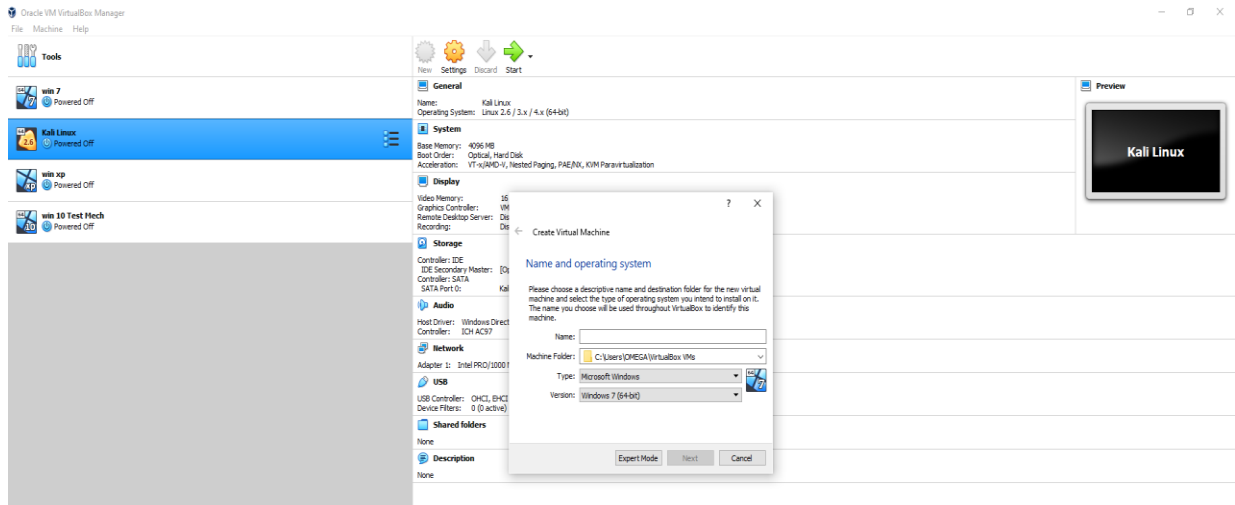 Oracle VM VirtualBox Manager
File Machine Help
Tools
win 7
Powered Off
Kali Linux
Powered Off
win xp
Powered Off
win 10 Test Mech
Powered Off
New Settings Discard Start
General
Name: Kali Linux
Operating System: Linux 2.6 / 3.x / 4.x (64-bit)
System
Base Memory: 4096 MB
Boot Order: Optical, Hard Disk
Acceleration: VT-x/AMD-V, Nested Paging, PAE/NX, KVM Paravirtualization
Display
Video Memory: 16
Graphics Controller: VM
Remote Desktop Server: Dis
Recording: Dis
Storage
Controller: IDE
IDE Secondary Master: [Op
Controller: SATA
SATA Port 0: Kal
Audio
Host Driver: Windows Direct
Controller: ICH AC97
Network
Adapter 1: Intel PRO/1000
USB
USB Controller: OHCI, EHCI
Device Filters: 0 (0 active)
Shared folders
None
Description
None
Preview
Kali Linux
Create Virtual Machine
Name and operating system
Please choose a descriptive name and destination folder for the new virtual
machine and select the type of operating system you intend to install on it.
The name you choose will be used throughout VirtualBox to identify this
machine.
Name:
Machine Folder: C:\Users\OMEGA\VirtualBox VMs
Type: Microsoft Windows
Version: Windows 7 (64-bit)
Expert Mode Next Cancel